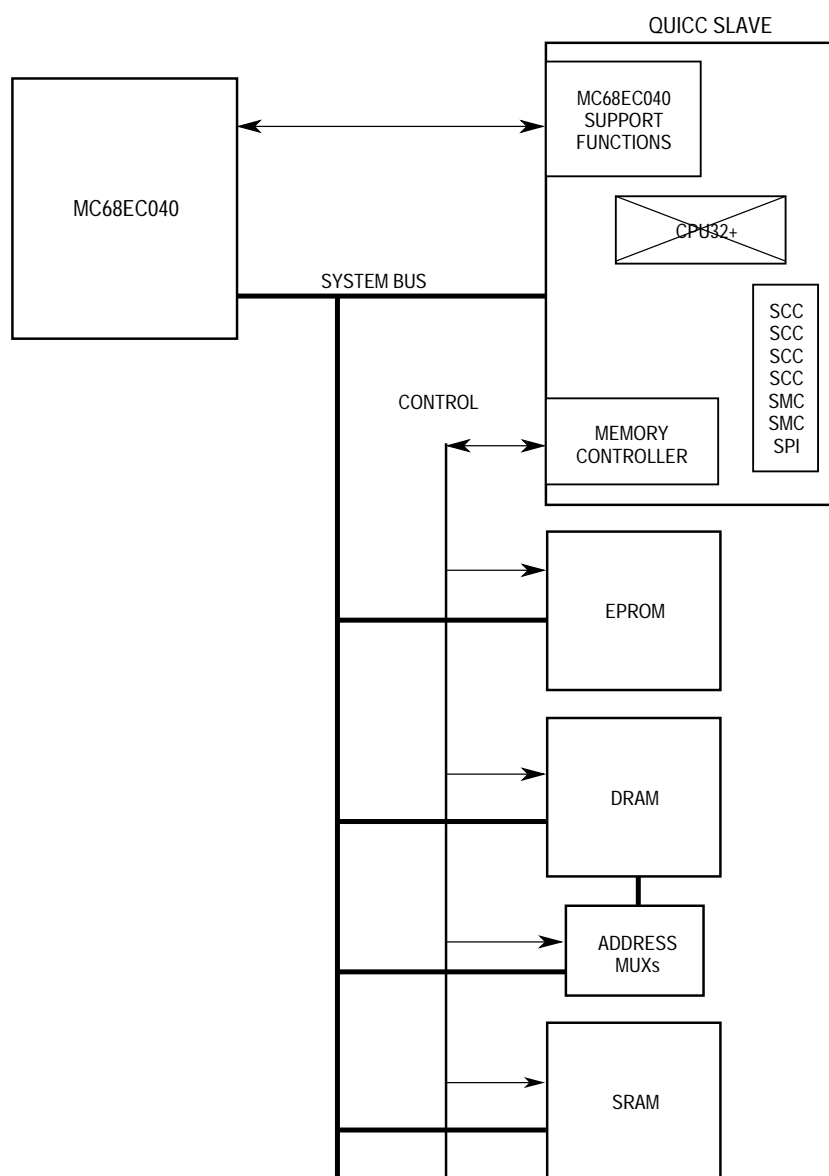 QUICC SLAVE
MC68EC040
SUPPORT
FUNCTIONS
MC68EC040
CPU32+
SYSTEM BUS
SCC
SCC
SCC
SCC
SMC
SMC
SPI
CONTROL
MEMORY
CONTROLLER
EPROM
DRAM
ADDRESS
MUXs
SRAM